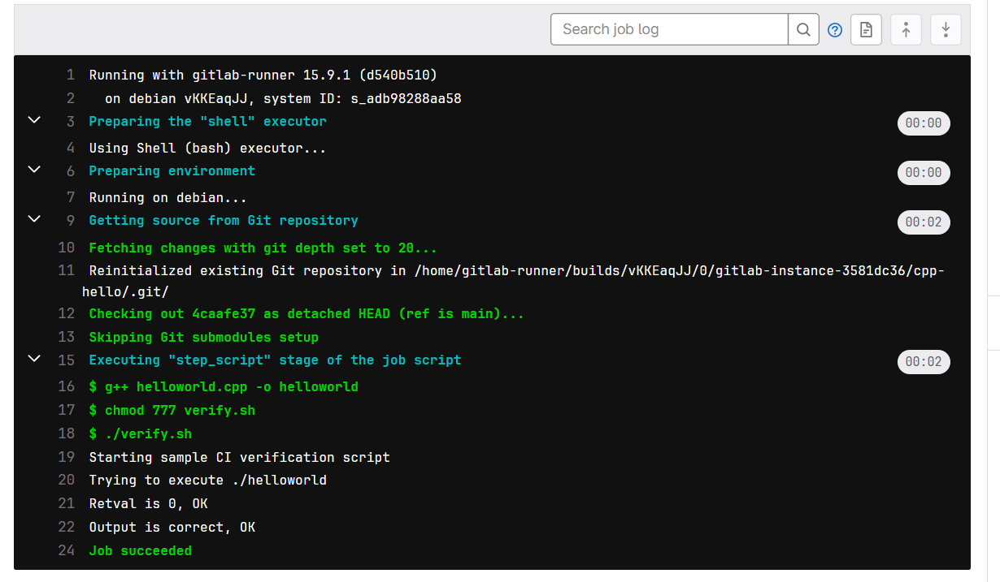 Search job log
1 Running with gitlab-runner 15.9.1 (d540b510)
2 on debian vKKEaqJJ, system ID: s_adb98288aa58
3 Preparing the "shell" executor 00:00
4 Using Shell (bash) executor...
6 Preparing environment 00:00
7 Running on debian...
9 Getting source from Git repository 00:02
10 Fetching changes with git depth set to 20...
11 Reinitialized existing Git repository in /home/gitlab-runner/builds/vKKEaqJJ/0/gitlab-instance-3581dc36/cpp-
hello/.git/
12 Checking out 4caafe37 as detached HEAD (ref is main)...
13 Skipping Git submodules setup
15 Executing "step_script" stage of the job script 00:02
16 $ g++ helloworld.cpp -o helloworld
17 $ chmod 777 verify.sh
18 $ ./verify.sh
19 Starting sample CI verification script
20 Trying to execute ./helloworld
21 Retval is 0, OK
22 Output is correct, OK
24 Job succeeded